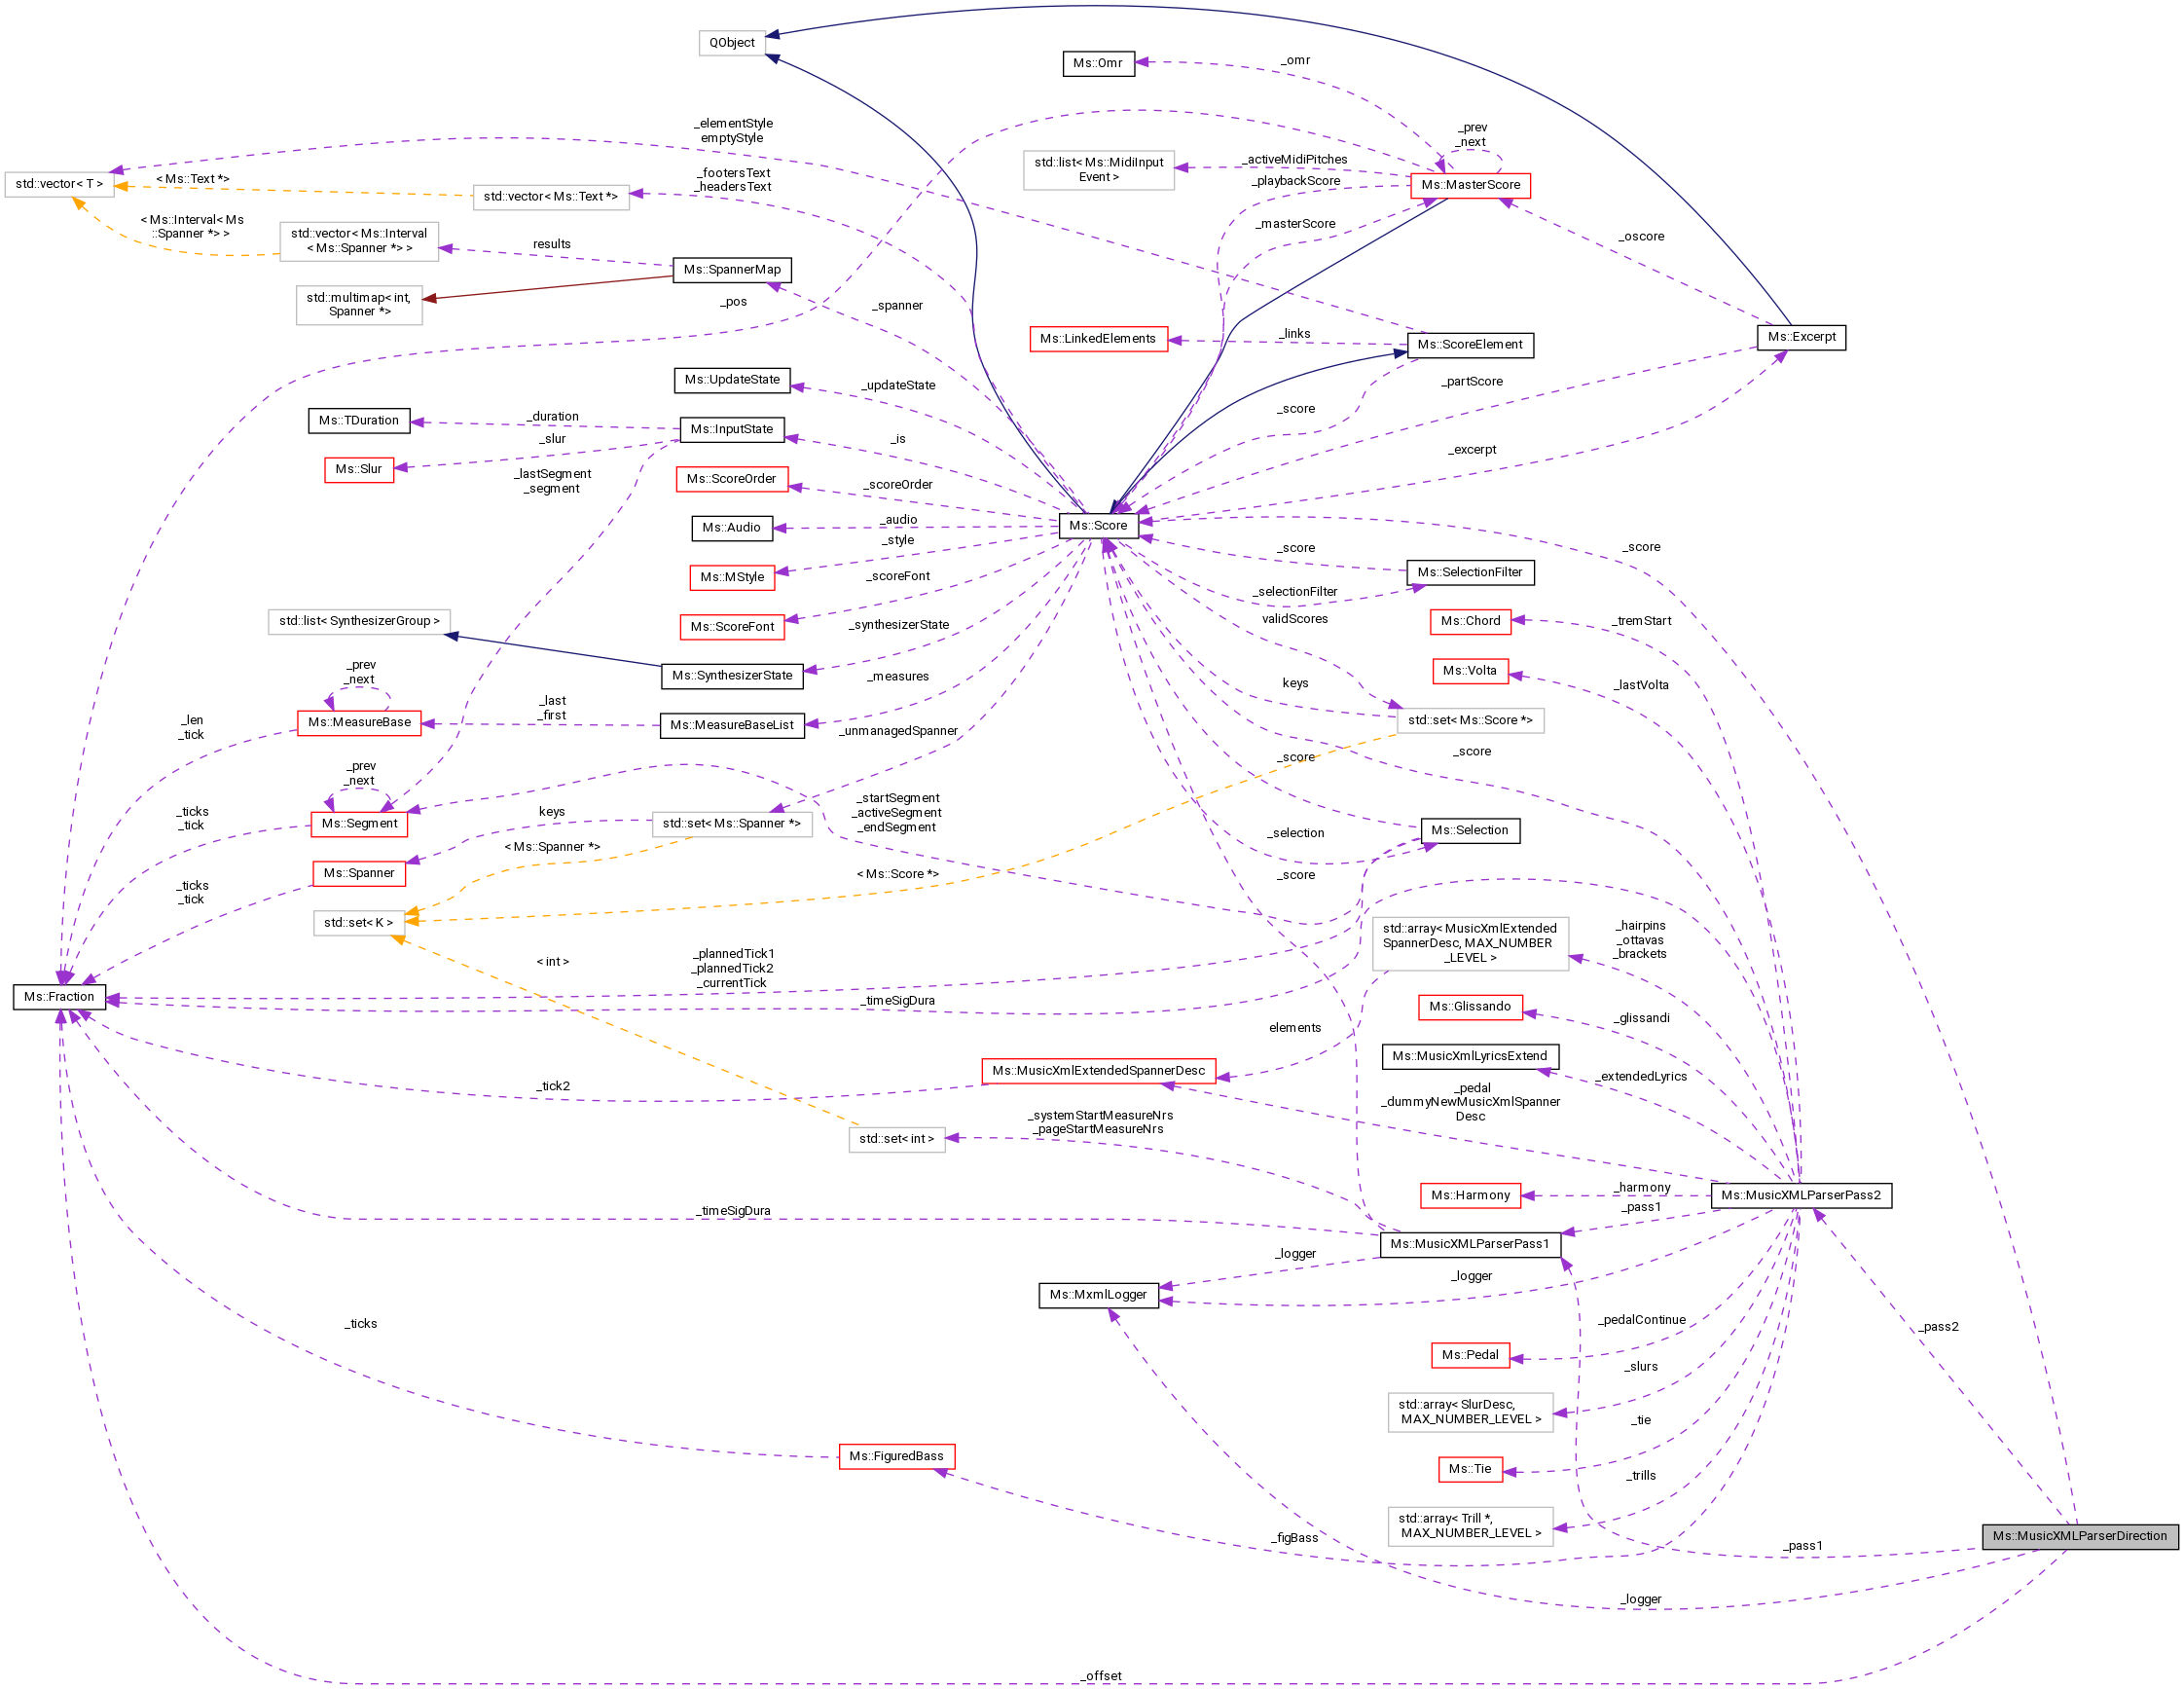 QObject
Ms::Omr
_omr
_elementStyle
emptyStyle
_prev
_next
std::list< Ms::MidiInput
Event >
_activeMidiPitches
std::vector< T >
< Ms::Text *>
_footersText
_headersText
std::vector< Ms::Text *>
_playbackScore
Ms::MasterScore
< Ms::Interval< Ms
::Spanner *> >
std::vector< Ms::Interval
< Ms::Spanner *> >
results
_masterScore
_oscore
Ms::SpannerMap
std::multimap< int,
Spanner *>
_pos
_spanner
Ms::LinkedElements
_links
Ms::ScoreElement
Ms::Excerpt
Ms::UpdateState
_updateState
_partScore
Ms::TDuration
_duration
Ms::InputState
_is
_score
_slur
Ms::Slur
_lastSegment
_segment
Ms::ScoreOrder
_scoreOrder
_excerpt
Ms::Audio
_audio
Ms::Score
_style
_score
_score
Ms::MStyle
_scoreFont
Ms::SelectionFilter
_selectionFilter
std::list< SynthesizerGroup >
Ms::ScoreFont
_synthesizerState
validScores
Ms::Chord
_tremStart
Ms::SynthesizerState
_prev
_next
_measures
keys
Ms::Volta
_lastVolta
_len
_tick
Ms::MeasureBase
_last
_first
Ms::MeasureBaseList
_unmanagedSpanner
std::set< Ms::Score *>
_score
_score
_prev
_next
_ticks
_tick
Ms::Segment
keys
std::set< Ms::Spanner *>
_startSegment
_activeSegment
_endSegment
_selection
Ms::Selection
< Ms::Spanner *>
Ms::Spanner
_ticks
_tick
< Ms::Score *>
_score
std::set< K >
std::array< MusicXmlExtended
SpannerDesc, MAX_NUMBER
_LEVEL >
_hairpins
_ottavas
_brackets
< int >
_plannedTick1
_plannedTick2
_currentTick
Ms::Fraction
_timeSigDura
Ms::Glissando
_glissandi
elements
Ms::MusicXmlLyricsExtend
_extendedLyrics
Ms::MusicXmlExtendedSpannerDesc
_tick2
_pedal
_dummyNewMusicXmlSpanner
Desc
_systemStartMeasureNrs
_pageStartMeasureNrs
std::set< int >
Ms::Harmony
_harmony
Ms::MusicXMLParserPass2
_timeSigDura
_pass1
Ms::MusicXMLParserPass1
_logger
_logger
Ms::MxmlLogger
_ticks
_pedalContinue
_pass2
Ms::Pedal
_slurs
std::array< SlurDesc,
MAX_NUMBER_LEVEL >
_tie
Ms::FiguredBass
Ms::Tie
_trills
std::array< Trill *,
MAX_NUMBER_LEVEL >
_figBass
_pass1
Ms::MusicXMLParserDirection
_logger
_offset